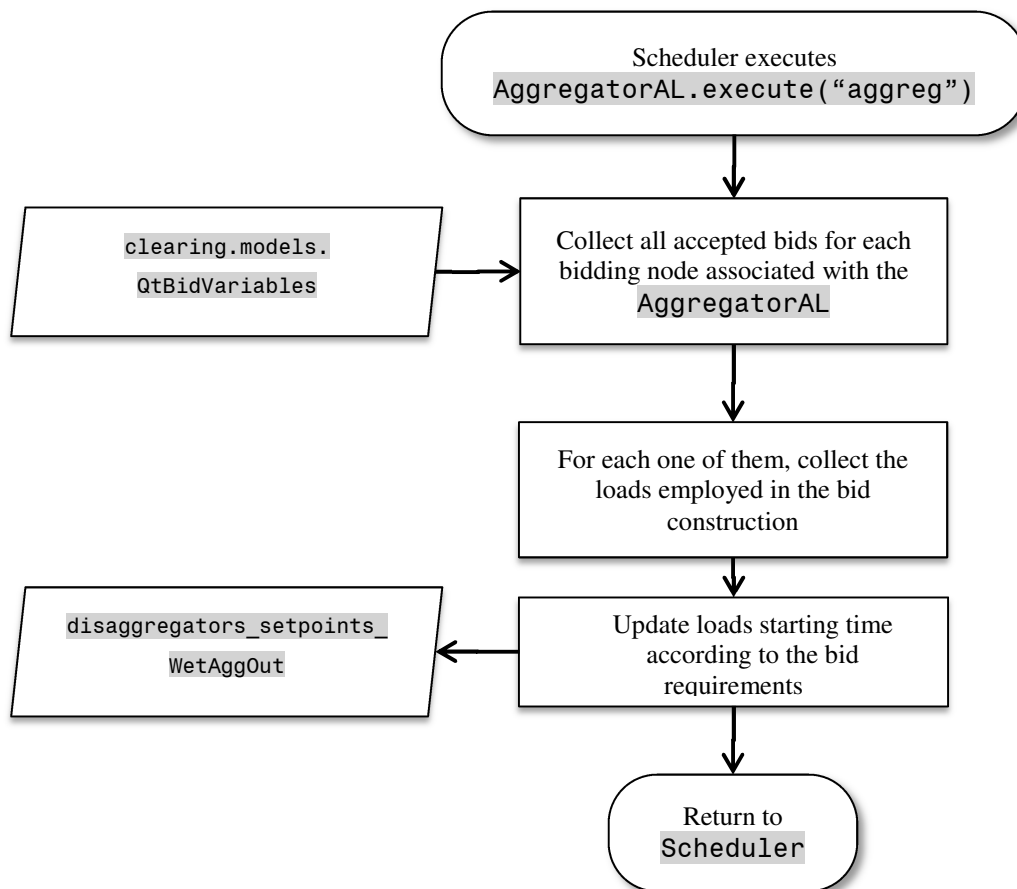 Scheduler executes
AggregatorAL.execute(“aggreg”)
clearing.models.
QtBidVariables
Collect all accepted bids for each
bidding node associated with the
AggregatorAL
For each one of them, collect the
loads employed in the bid
construction
disaggregators_setpoints_
WetAggOut
Update loads starting time
according to the bid
requirements
Return to
Scheduler